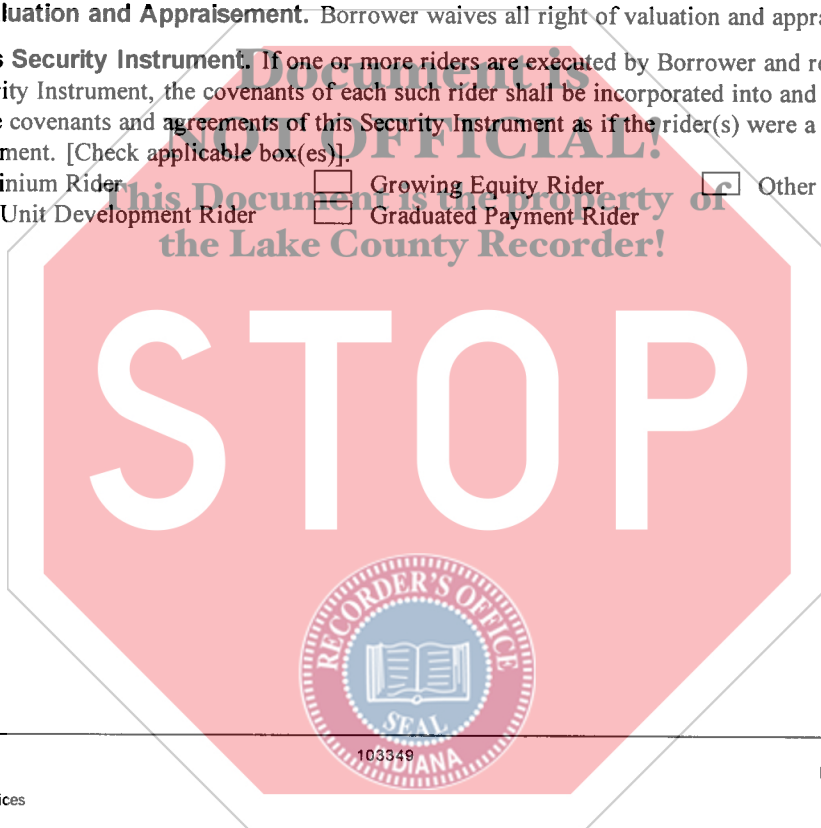 luation and Appraisement. Borrower waives all right of valuation and appra
Document is
s Security Instrument. If one or more riders are executed by Borrower and re
ity Instrument, the covenants of each such rider shall be incorporated into and
e covenants and agreements of this Security Instrument as if the rider(s) were a
NOT OFFICIAL!
ment. [Check applicable box(es)].
inium Rider Growing Equity Rider Other
This Document is the property of
Unit Development Rider Graduated Payment Rider
the Lake County Recorder!
STOP
RECORDER'S OFFICE
SEAL
INDIANA
103349
ices